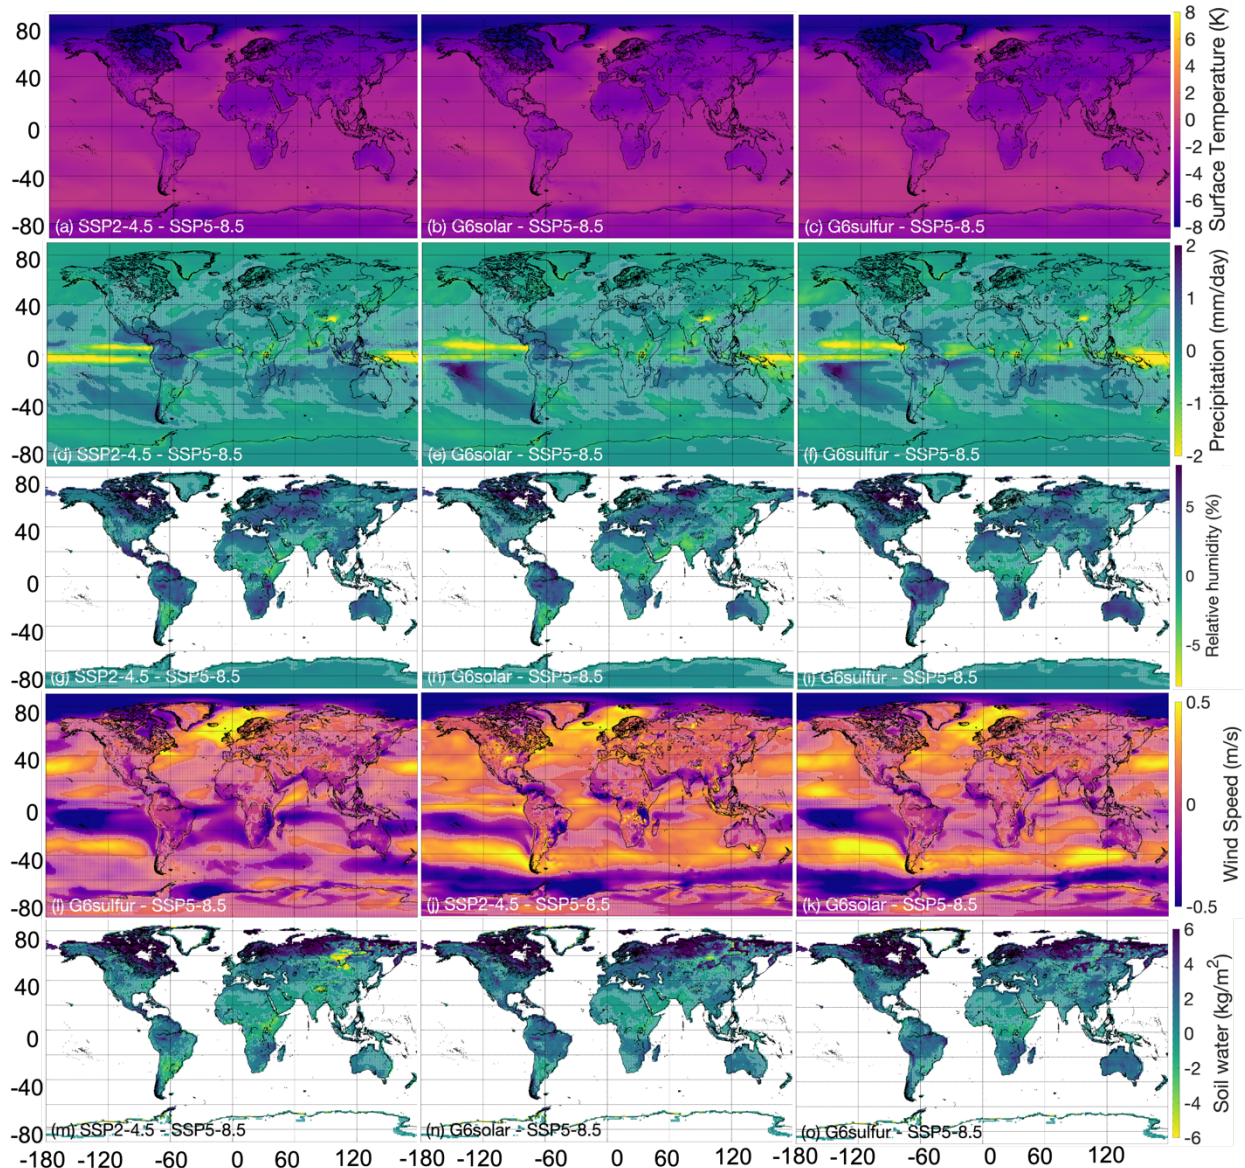 80
40
0
-40
-80
(a) SSP2-4.5 - SSP5-8.5
(b) G6solar - SSP5-8.5
(c) G6sulfur - SSP5-8.5
8
6
4
2
0
-2
-4
-6
-8
Surface Temperature (K)
80
40
0
-40
-80
(d) SSP2-4.5 - SSP5-8.5
(e) G6solar - SSP5-8.5
(f) G6sulfur - SSP5-8.5
2
1
0
-1
-2
Precipitation (mm/day)
80
40
0
-40
-80
(g) SSP2-4.5 - SSP5-8.5
(h) G6solar - SSP5-8.5
(i) G6sulfur - SSP5-8.5
5
0
-5
Relative humidity (%)
80
40
0
-40
-80
(l) G6sulfur - SSP5-8.5
(j) SSP2-4.5 - SSP5-8.5
(k) G6solar - SSP5-8.5
0.5
0
-0.5
Wind Speed (m/s)
80
40
0
-40
-80
(m) SSP2-4.5 - SSP5-8.5
(n) G6solar - SSP5-8.5
(o) G6sulfur - SSP5-8.5
6
4
2
0
-2
-4
-6
Soil water (kg/m²)
-180 -120 -60 0 60 120 -180 -120 -60 0 60 120 -180 -120 -60 0 60 120